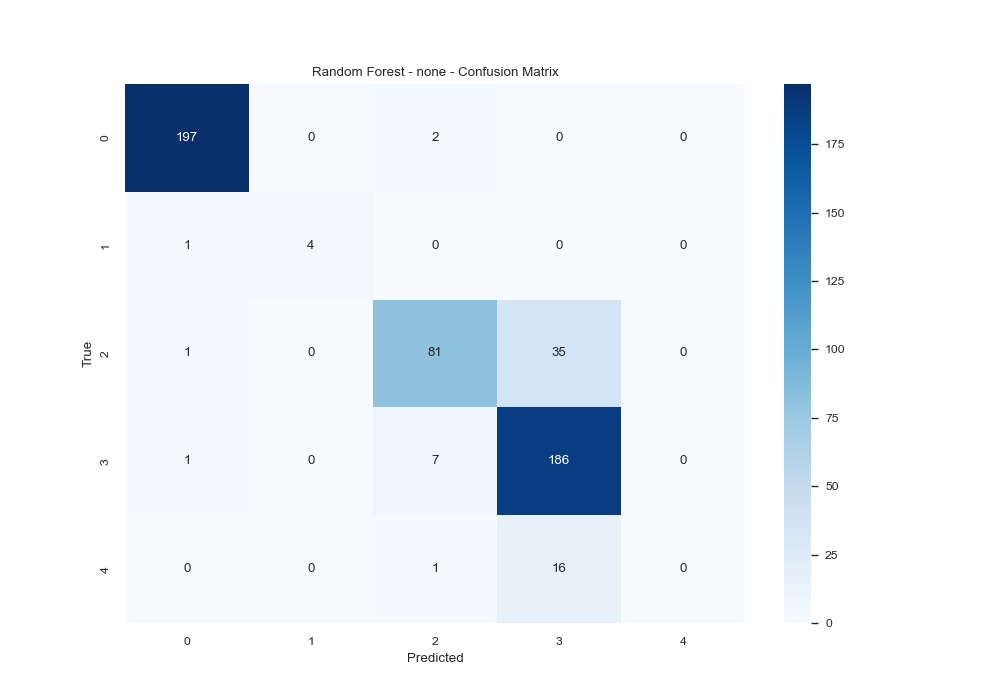 Random Forest - none - Confusion Matrix
0 197 0 2 0 0
1 1 4 0 0 0
2 1 0 81 35 0
3 1 0 7 186 0
4 0 0 1 16 0
0 1 2 3 4
Predicted
True
175
150
125
100
75
50
25
0